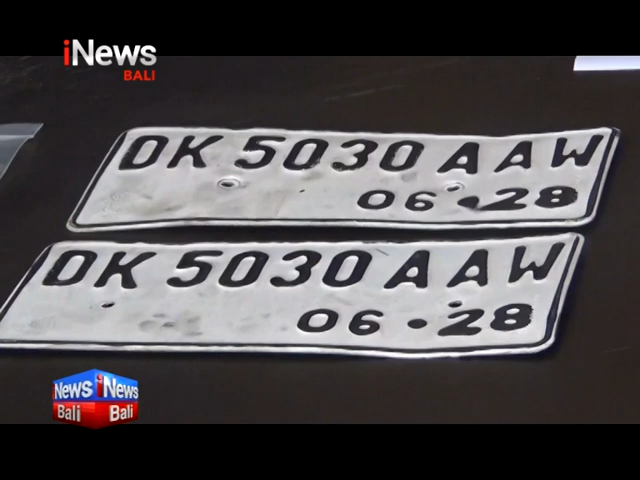 iNews
BALI
DK 5030 AAW
06 • 28
DK 5030 AAW
06 • 28
News iNews
Bali Bali